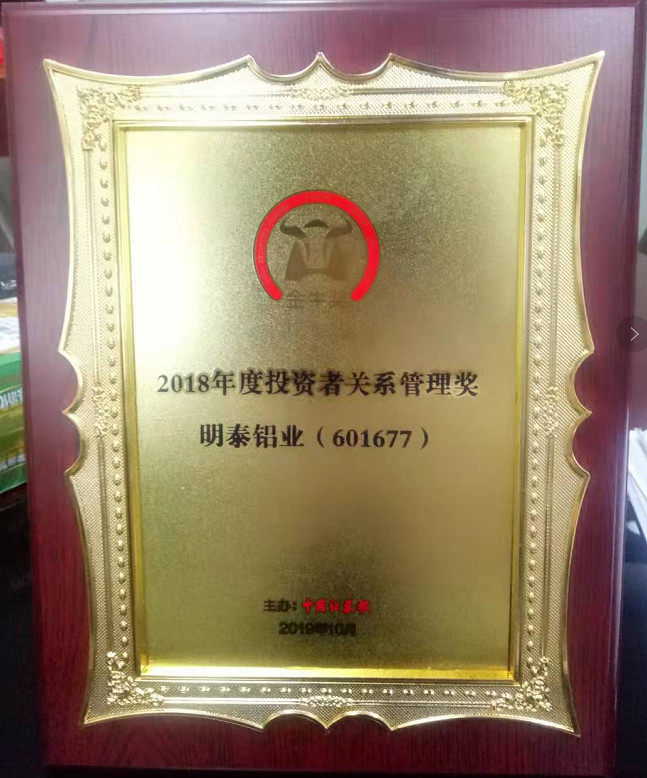 金牛奖
2018年度投资者关系管理奖
明泰铝业（601677）
主办：中国证券报
2019年10月